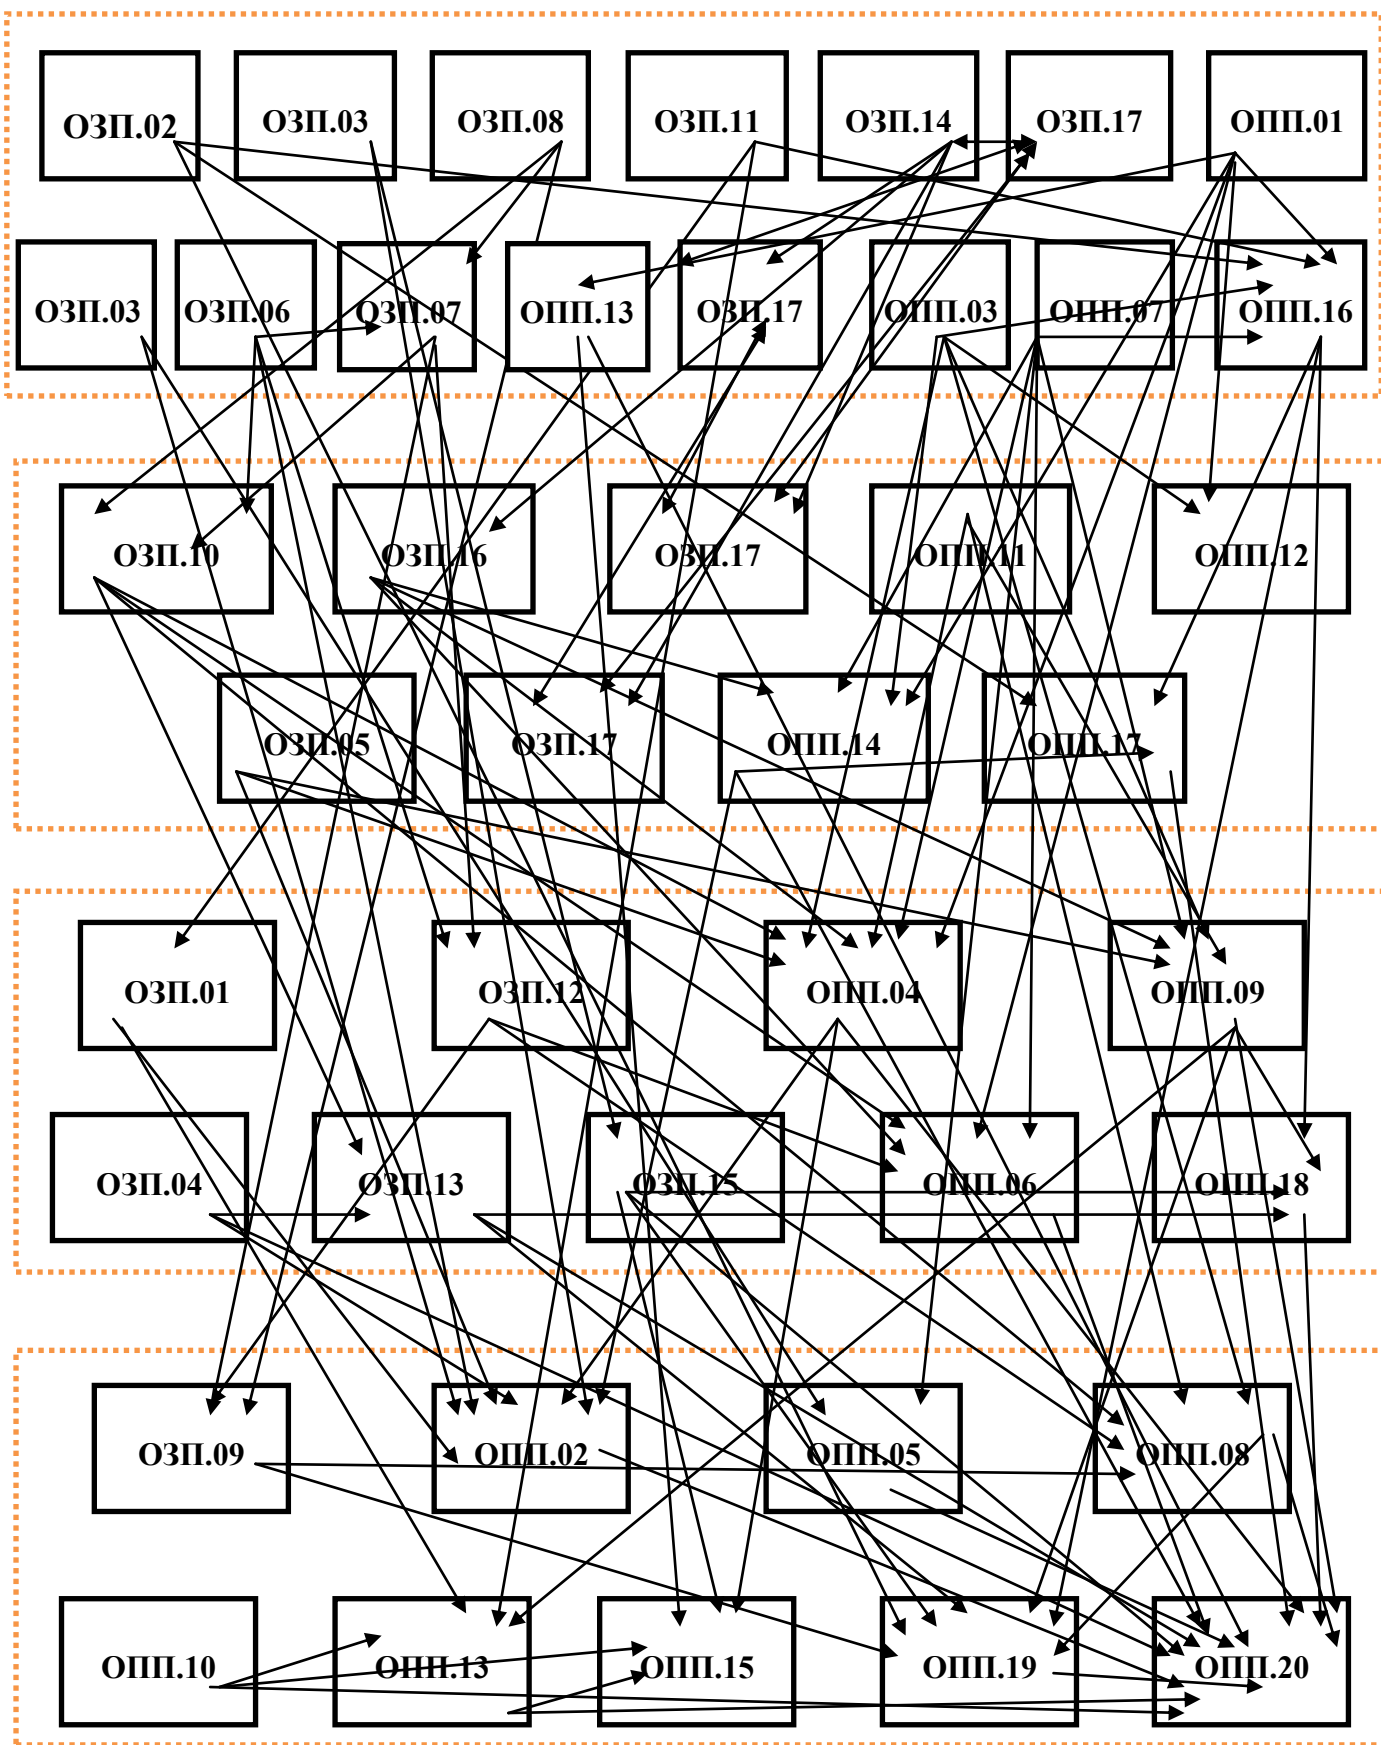 ОЗП.02 ОЗП.03 ОЗП.08 ОЗП.11 ОЗП.14 ОЗП.17 ОПП.01
ОЗП.03 ОЗП.06 ОЗП.07 ОПП.13 ОЗП.17 ОПП.03 ОПП.07 ОПП.16
ОЗП.10 ОЗП.16 ОЗП.17 ОПП.11 ОПП.12
ОЗП.05 ОЗП.17 ОПП.14 ОПП.17
ОЗП.01 ОЗП.12 ОПП.04 ОПП.09
ОЗП.04 ОЗП.13 ОЗП.15 ОПП.06 ОПП.18
ОЗП.09 ОПП.02 ОПП.05 ОПП.08
ОПП.10 ОПП.13 ОПП.15 ОПП.19 ОПП.20